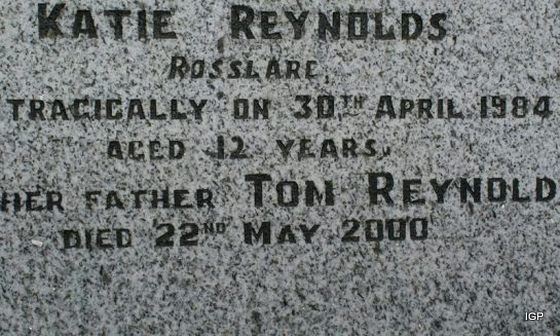 KATIE REYNOLDS,
ROSSLARE,
TRAGICALLY ON 30TH APRIL 1984
AGED 12 YEARS.
HER FATHER TOM REYNOLD
DIED 22ND MAY 2000
IGP